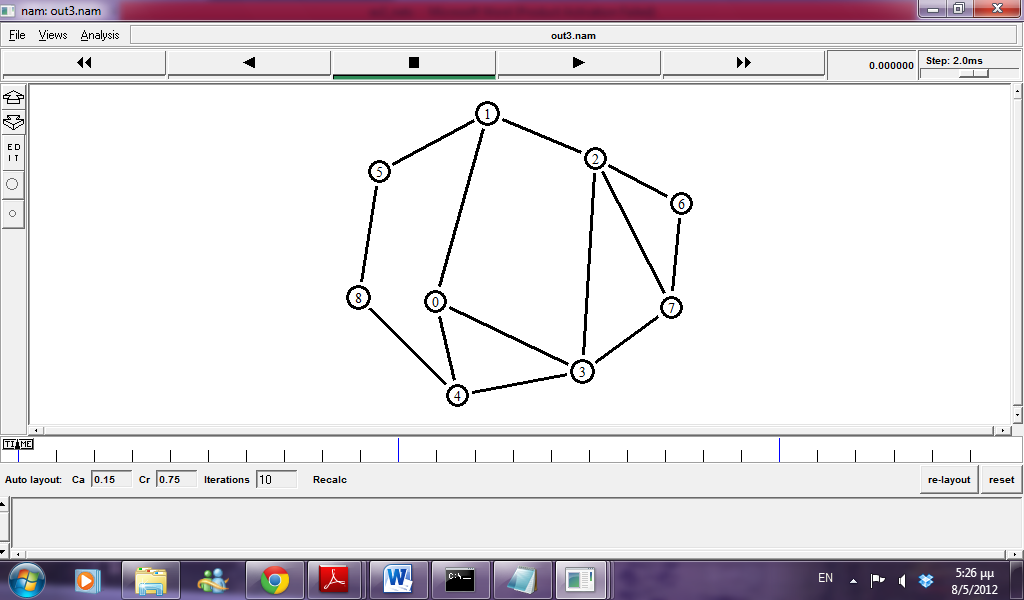 nam: out3.nam
File Views Analysis out3.nam
0.000000 Step: 2.0ms
ED
IT
1
2
5
6
8
0
7
3
4
TIME
Auto layout: Ca 0.15 Cr 0.75 Iterations 10 Recalc re-layout reset
C:\_
W
EN
5:26 μμ
8/5/2012